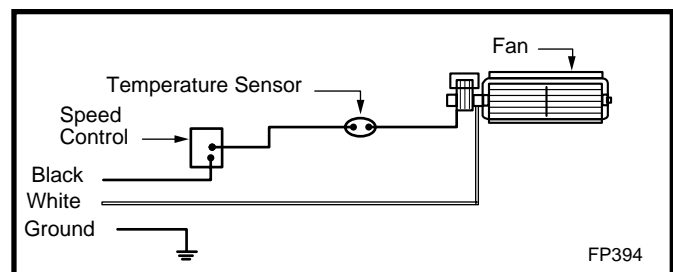 Fan
Temperature Sensor
Speed
Control
Black
White
Ground
FP394